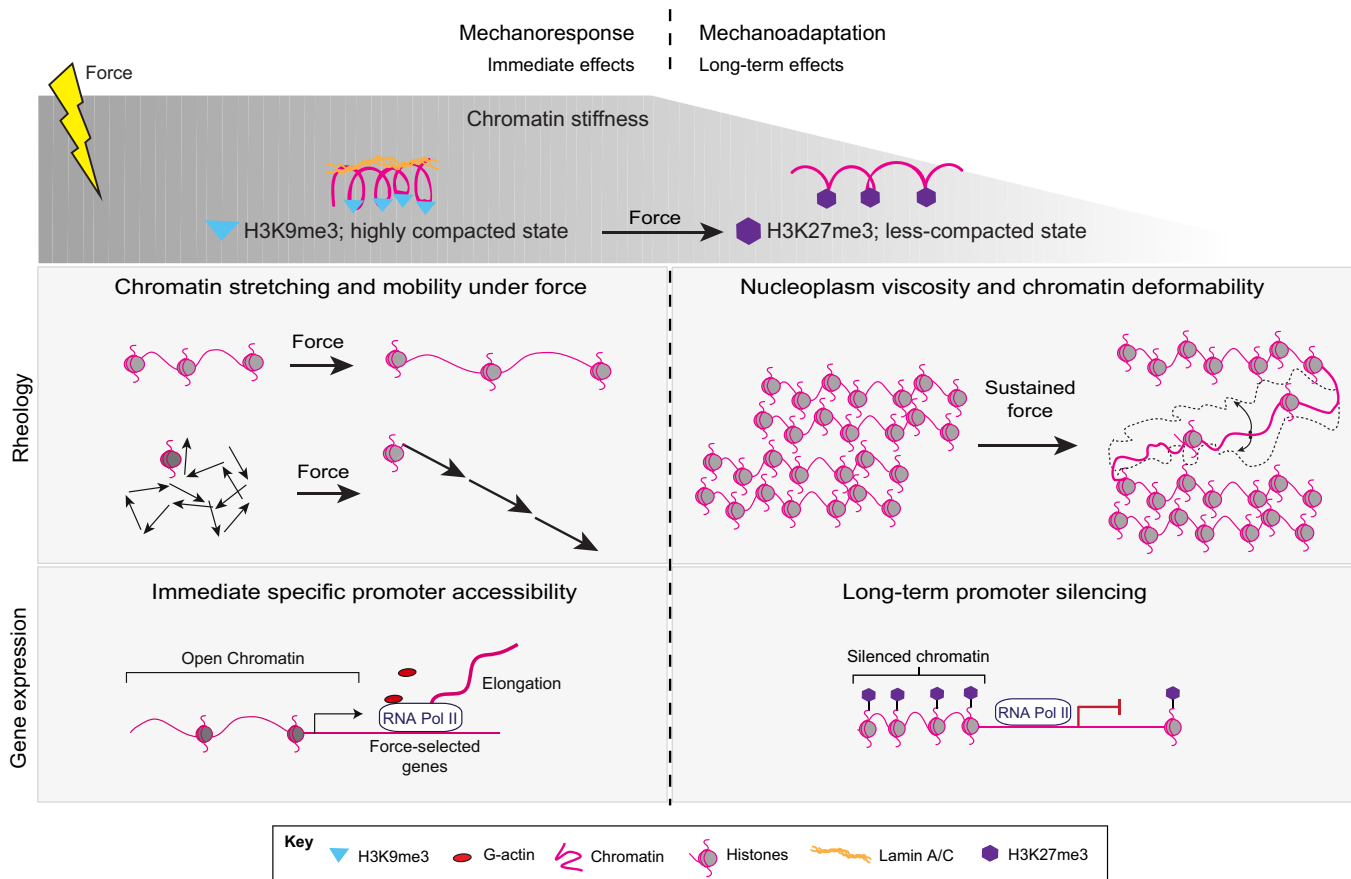 Mechanoresponse
Mechanoadaptation
Immediate effects
Long-term effects
Force
Chromatin stiffness
H3K9me3; highly compacted state
Force
H3K27me3; less-compacted state
Rheology
Chromatin stretching and mobility under force
Force
Force
Nucleoplasm viscosity and chromatin deformability
Sustained
force
Gene expression
Immediate specific promoter accessibility
Open Chromatin
Elongation
RNA Pol II
Force-selected
genes
Long-term promoter silencing
Silenced chromatin
RNA Pol II
Key
H3K9me3
G-actin
Chromatin
Histones
Lamin A/C
H3K27me3